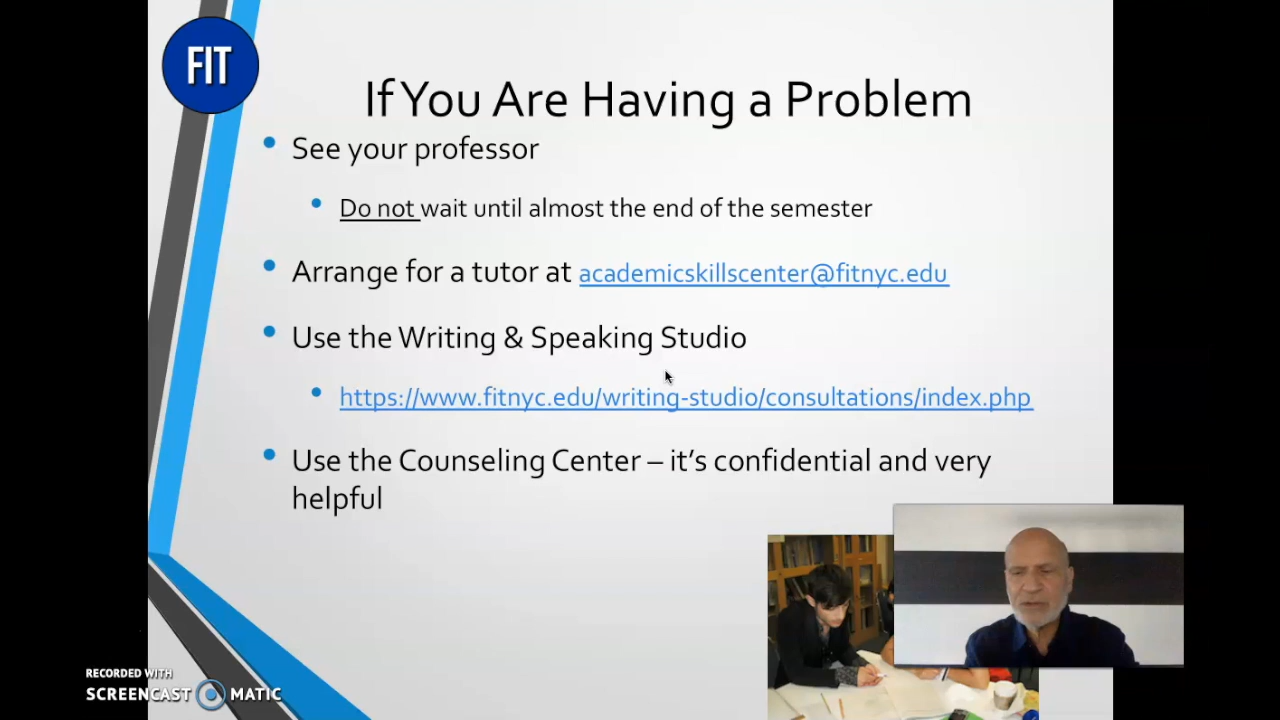 FIT
If You Are Having a Problem
See your professor
Do not wait until almost the end of the semester
Arrange for a tutor at academicskillscenter@fitnyc.edu
Use the Writing & Speaking Studio
https://www.fitnyc.edu/writing-studio/consultations/index.php
Use the Counseling Center – it's confidential and very
helpful
RECORDED WITH
SCREENCAST MATIC